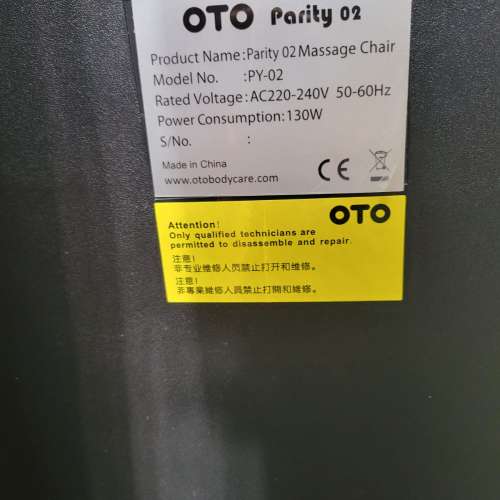 OTO Parity 02
Product Name:Parity 02 Massage Chair
Model No. :PY-02
Rated Voltage:AC220-240V 50-60Hz
Power Consumption:130W
S/No. :
Made in China
www.otobodycare.com
CE
OTO
Attention!
Only qualified technicians are
permitted to disassemble and repair.
注意!
非专业维修人员禁止打开和维修。
注意!
非專業維修人員禁止打開和維修。